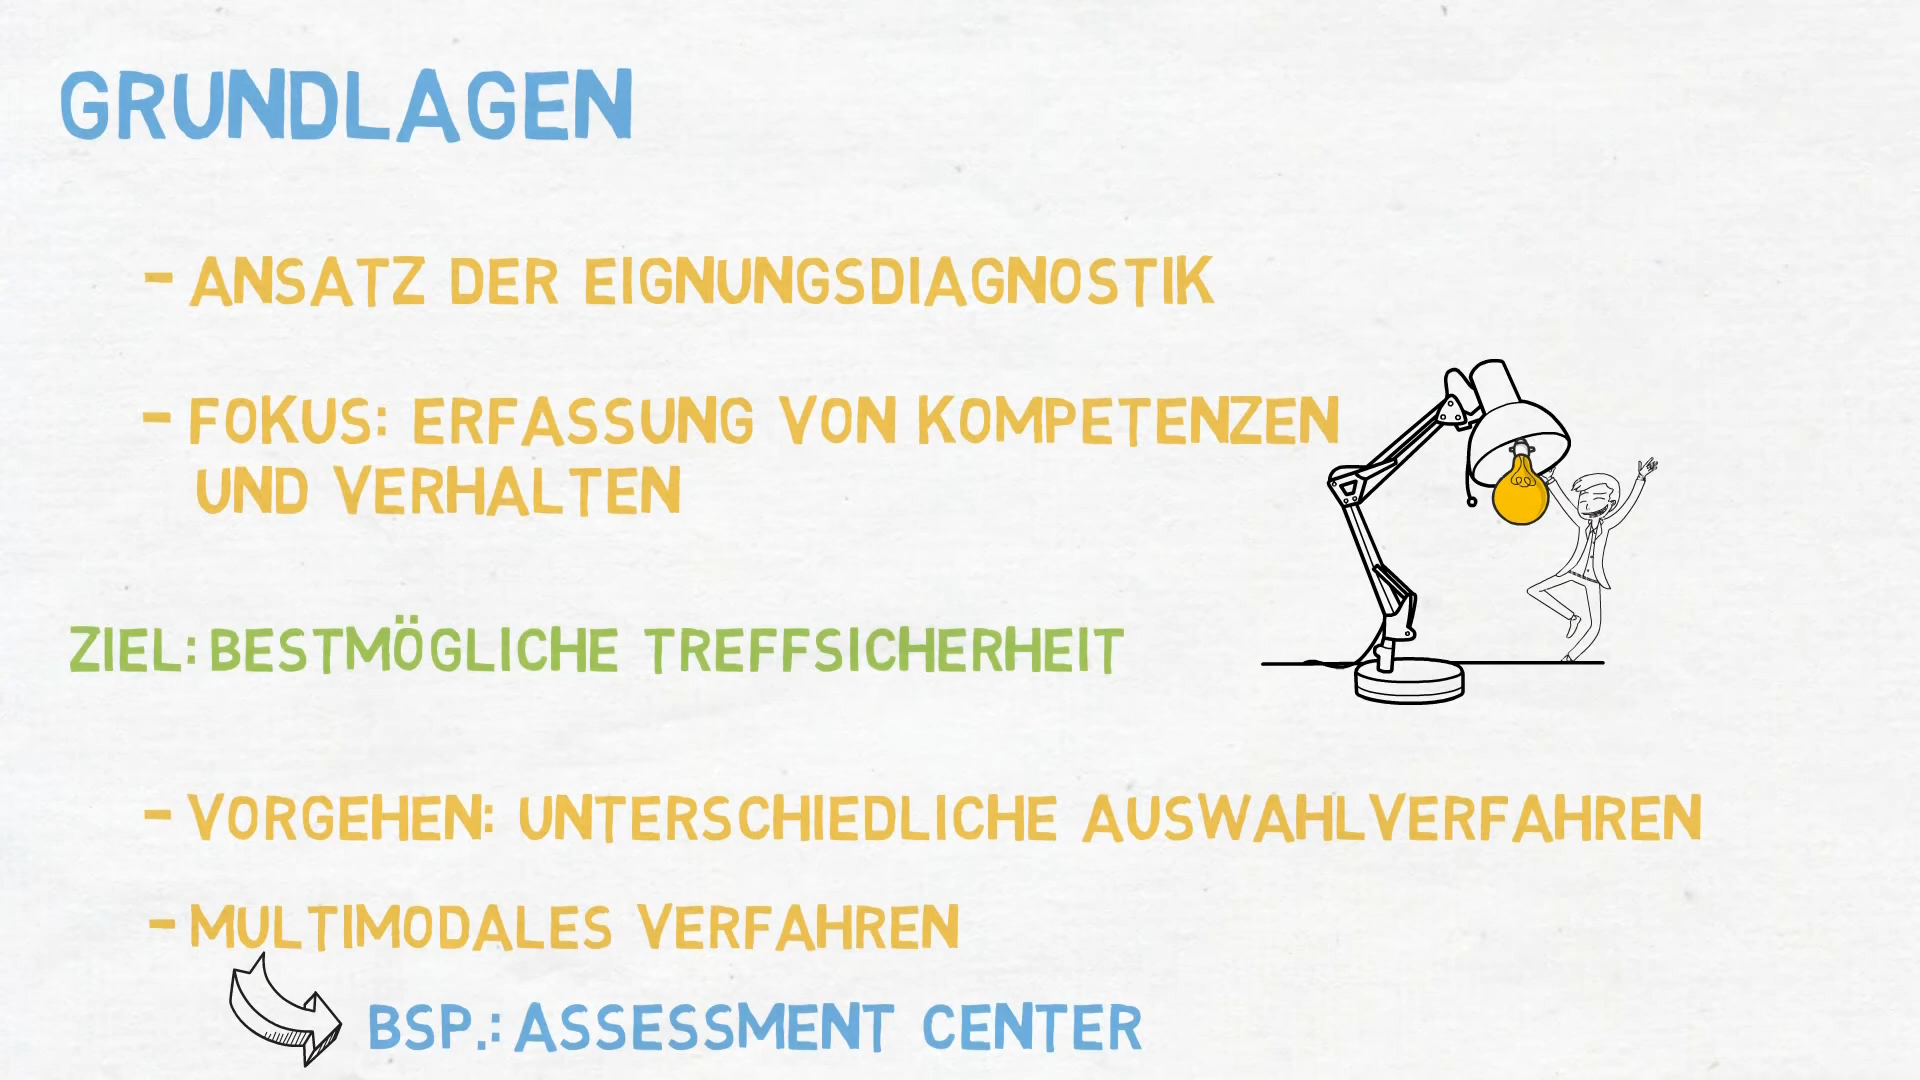 GRUNDLAGEN
- ANSATZ DER EIGNUNGSDIAGNOSTIK
- FOKUS: ERFASSUNG VON KOMPETENZEN
UND VERHALTEN
ZIEL: BESTMÖGLICHE TREFFSICHERHEIT
- VORGEHEN: UNTERSCHIEDLICHE AUSWAHLVERFAHREN
- MULTIMODALES VERFAHREN
BSP.: ASSESSMENT CENTER